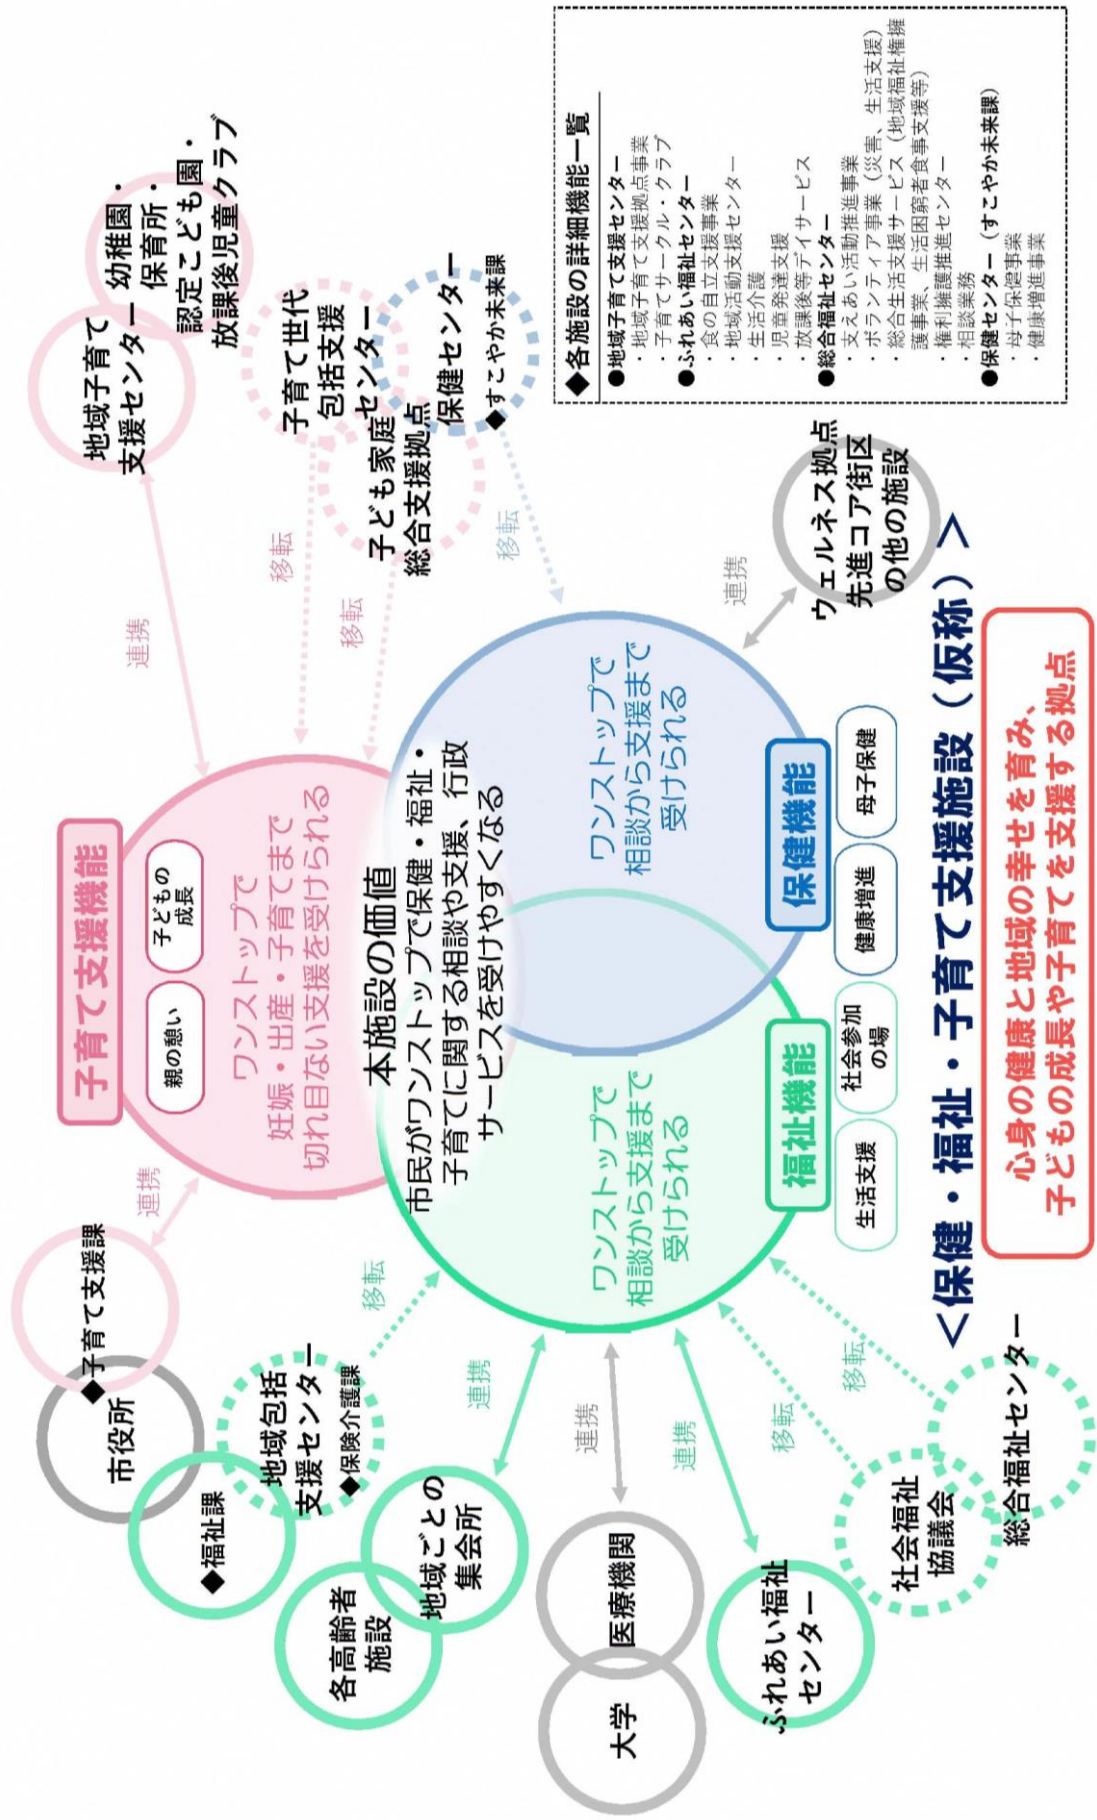 市役所
◆子育て支援課
◆福祉課
地域包括
支援センター
◆保険介護課
各高齢者
施設
地域ごとの
集会所
大学
医療機関
ふれあい福祉
センター
社会福祉
協議会
総合福祉センター
連携
移転
連携
連携
連携
移転
移転
子育て支援機能
親の憩い
子どもの
成長
ワンストップで
妊娠・出産・子育てまで
切れ目ない支援を受けられる
本施設の価値
市民がワンストップで保健・福祉・
子育てに関する相談や支援、行政
サービスを受けやすくなる
ワンストップで
相談から支援まで
受けられる
ワンストップで
相談から支援まで
受けられる
福祉機能
保健機能
生活支援
社会参加
の場
健康増進
母子保健
<保健・福祉・子育て支援施設（仮称）>
心身の健康と地域の幸せを育み、
子どもの成長や子育てを支援する拠点
連携
移転
移転
移転
連携
地域子育て
支援センター
幼稚園・
保育所・
認定こども園・
放課後児童クラブ
子育て世代
包括支援
センター
子ども家庭
総合支援拠点
保健センター
◆すこやか未来課
ウェルネス拠点
先進コア街区
の他の施設
◆各施設の詳細機能一覧
●地域子育て支援センター
・地域子育て支援拠点事業
・子育てサークル・クラブ
●ふれあい福祉センター
・食の自立支援事業
・地域活動支援センター
・生活介護
・児童発達支援
・放課後等デイサービス
●総合福祉センター
・支えあい活動推進事業
・ボランティア事業（災害、生活支援）
・総合生活支援サービス（地域福祉権擁
護事業、生活困窮者食事支援等）
・権利擁護推進センター
・相談業務
●保健センター（すこやか未来課）
・母子保健事業
・健康増進事業